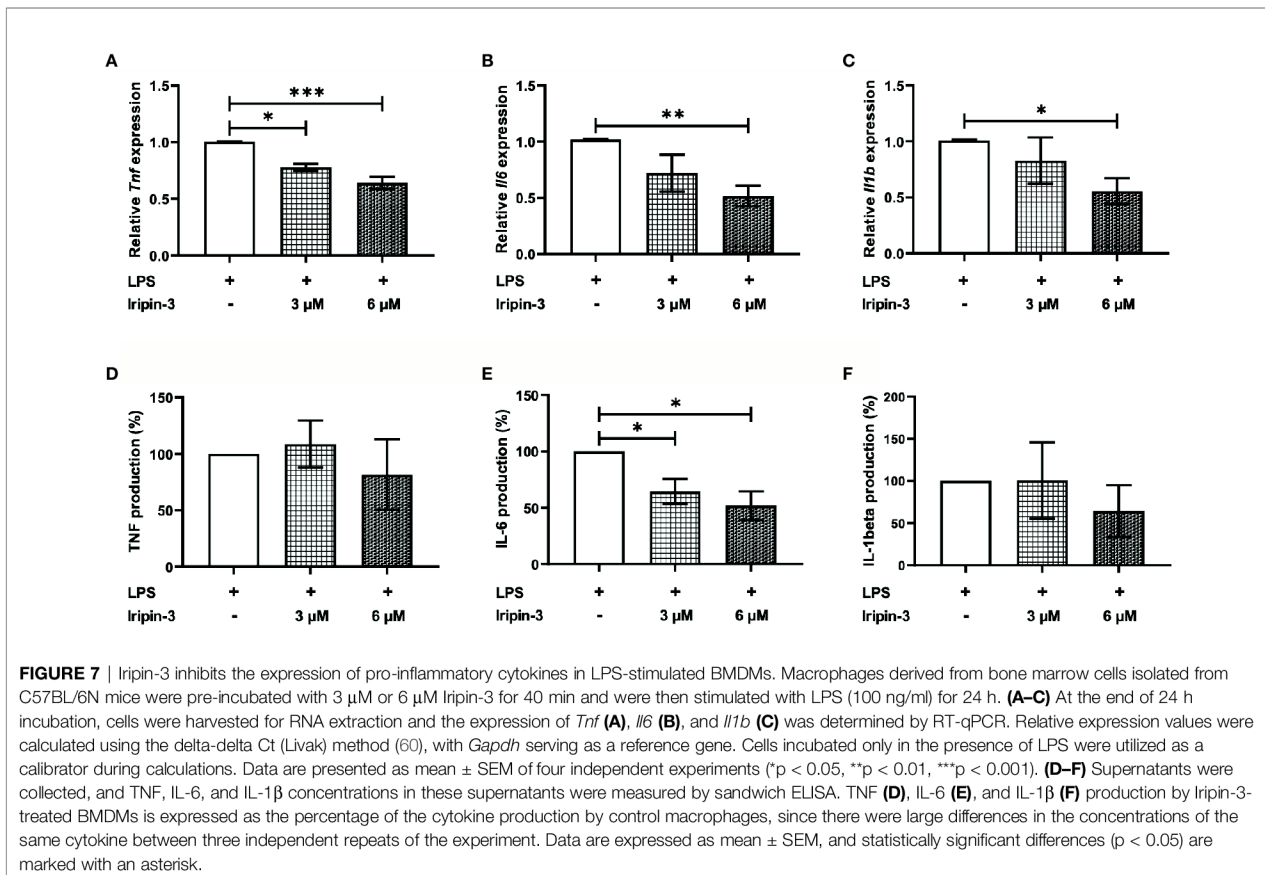 A
Relative Tnf expression
1.5
1.0
0.5
0.0
***
*
LPS + + +
Iripin-3 - 3 µM 6 µM
B
Relative Il6 expression
1.5
1.0
0.5
0.0
**
LPS + + +
Iripin-3 - 3 µM 6 µM
C
Relative Il1b expression
1.5
1.0
0.5
0.0
*
LPS + + +
Iripin-3 - 3 µM 6 µM
D
TNF production (%)
150
100
50
0
LPS + + +
Iripin-3 - 3 µM 6 µM
E
IL-6 production (%)
150
100
50
0
*
*
LPS + + +
Iripin-3 - 3 µM 6 µM
F
IL-1beta production (%)
200
150
100
50
0
LPS + + +
Iripin-3 - 3 µM 6 µM
FIGURE 7 | Iripin-3 inhibits the expression of pro-inflammatory cytokines in LPS-stimulated BMDMs. Macrophages derived from bone marrow cells isolated from
C57BL/6N mice were pre-incubated with 3 µM or 6 µM Iripin-3 for 40 min and were then stimulated with LPS (100 ng/ml) for 24 h. (A–C) At the end of 24 h
incubation, cells were harvested for RNA extraction and the expression of Tnf (A), Il6 (B), and Il1b (C) was determined by RT-qPCR. Relative expression values were
calculated using the delta-delta Ct (Livak) method (60), with Gapdh serving as a reference gene. Cells incubated only in the presence of LPS were utilized as a
calibrator during calculations. Data are presented as mean ± SEM of four independent experiments (*p < 0.05, **p < 0.01, ***p < 0.001). (D–F) Supernatants were
collected, and TNF, IL-6, and IL-1β concentrations in these supernatants were measured by sandwich ELISA. TNF (D), IL-6 (E), and IL-1β (F) production by Iripin-3-
treated BMDMs is expressed as the percentage of the cytokine production by control macrophages, since there were large differences in the concentrations of the
same cytokine between three independent repeats of the experiment. Data are expressed as mean ± SEM, and statistically significant differences (p < 0.05) are
marked with an asterisk.